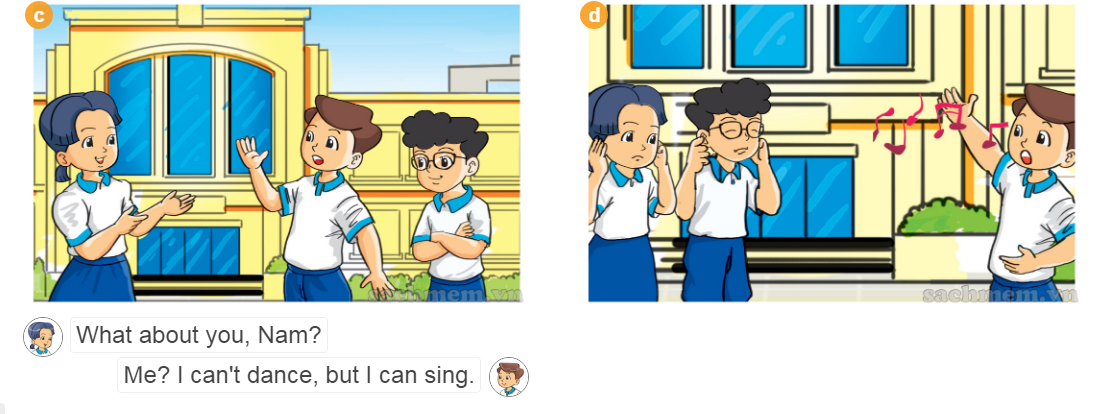 c
d
sachmem.vn
sachmem.vn
What about you, Nam?
Me? I can't dance, but I can sing.